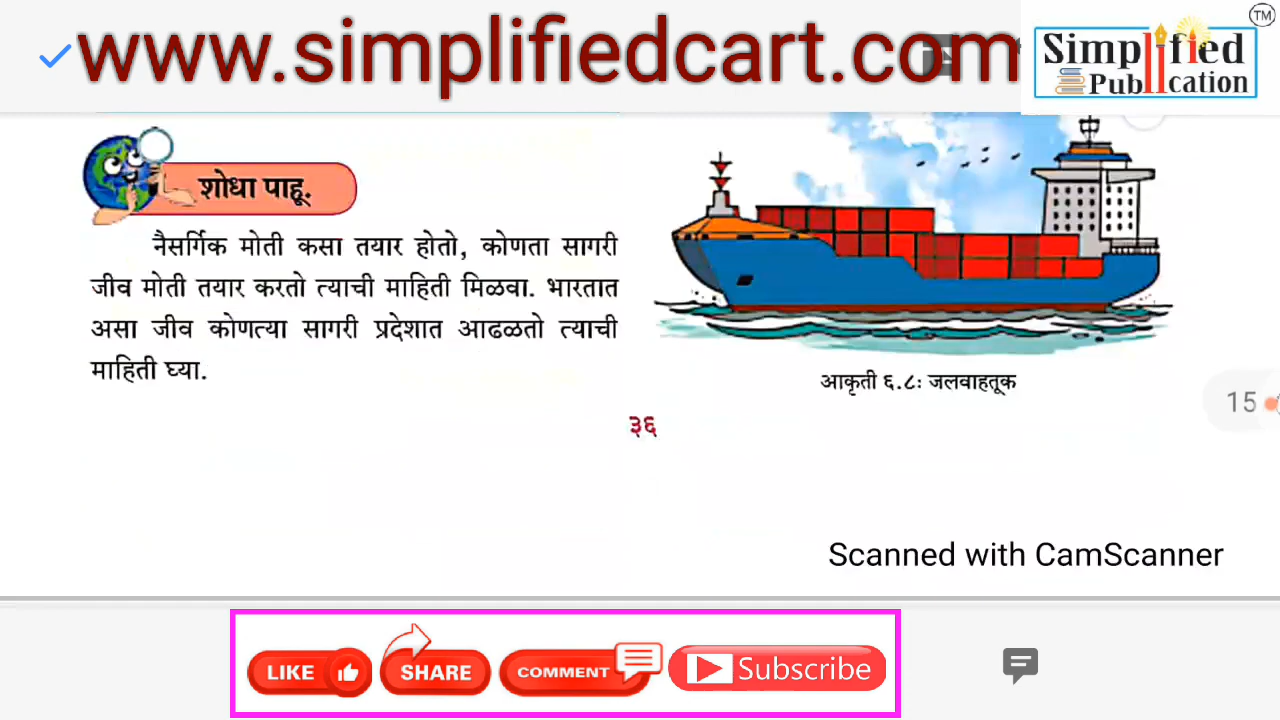 www.simplifiedcart.com
TM
Simplified
Publication
शोधा पाहू.
नैसर्गिक मोती कसा तयार होतो, कोणता सागरी
जीव मोती तयार करतो त्याची माहिती मिळवा. भारतात
असा जीव कोणत्या सागरी प्रदेशात आढळतो त्याची
माहिती घ्या.
आकृती ६.८: जलवाहतूक
३६
15
Scanned with CamScanner
LIKE
SHARE
COMMENT
Subscribe